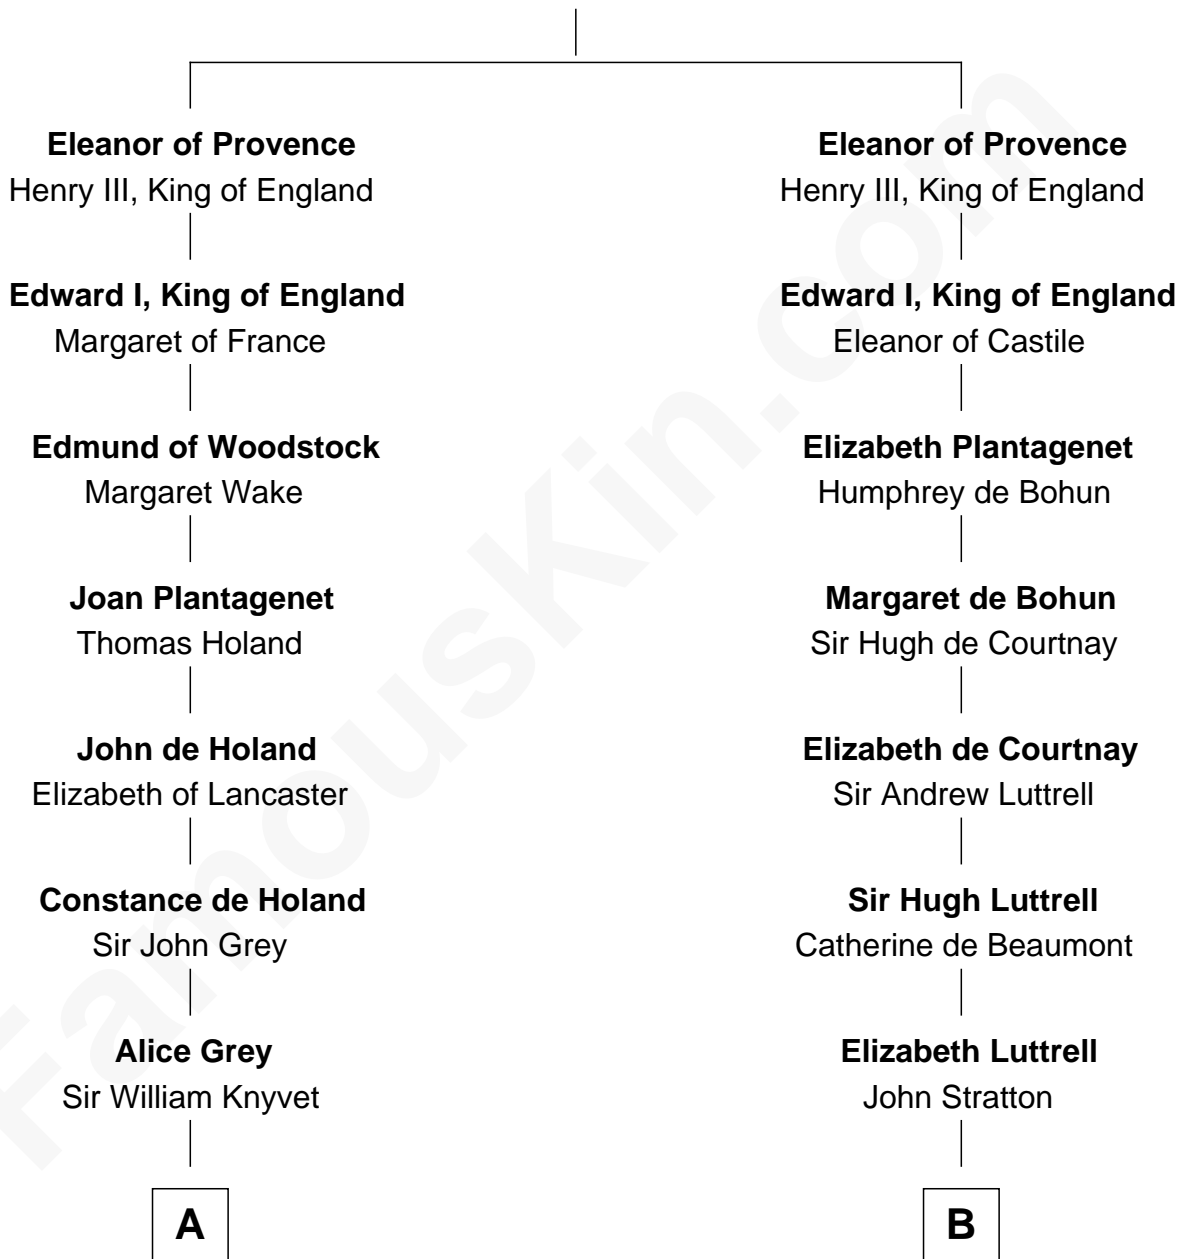 Eleanor of Provence
Henry III, King of England
Edward I, King of England
Margaret of France
Edmund of Woodstock
Margaret Wake
Joan Plantagenet
Thomas Holand
John de Holand
Elizabeth of Lancaster
Constance de Holand
Sir John Grey
Alice Grey
Sir William Knyvet
A
Eleanor of Provence
Henry III, King of England
Edward I, King of England
Eleanor of Castile
Elizabeth Plantagenet
Humphrey de Bohun
Margaret de Bohun
Sir Hugh de Courtnay
Elizabeth de Courtnay
Sir Andrew Luttrell
Sir Hugh Luttrell
Catherine de Beaumont
Elizabeth Luttrell
John Stratton
B
FamousKin.com